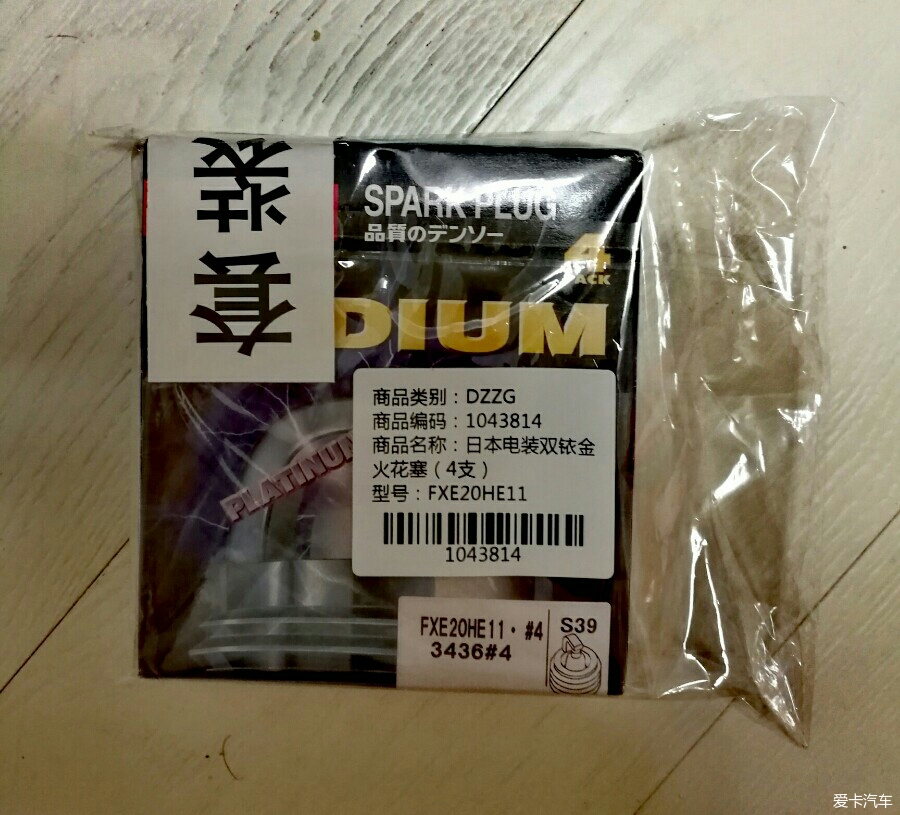 套装
SPARK PLUG
品質のデンソー
4
ACK
DIUM
PLATINUM
商品类别：DZZG
商品编码：1043814
商品名称：日本电装双铱金
火花塞（4支）
型号：FXE20HE11
1043814
FXE20HE11・#4
3436#4
S39
爱卡汽车